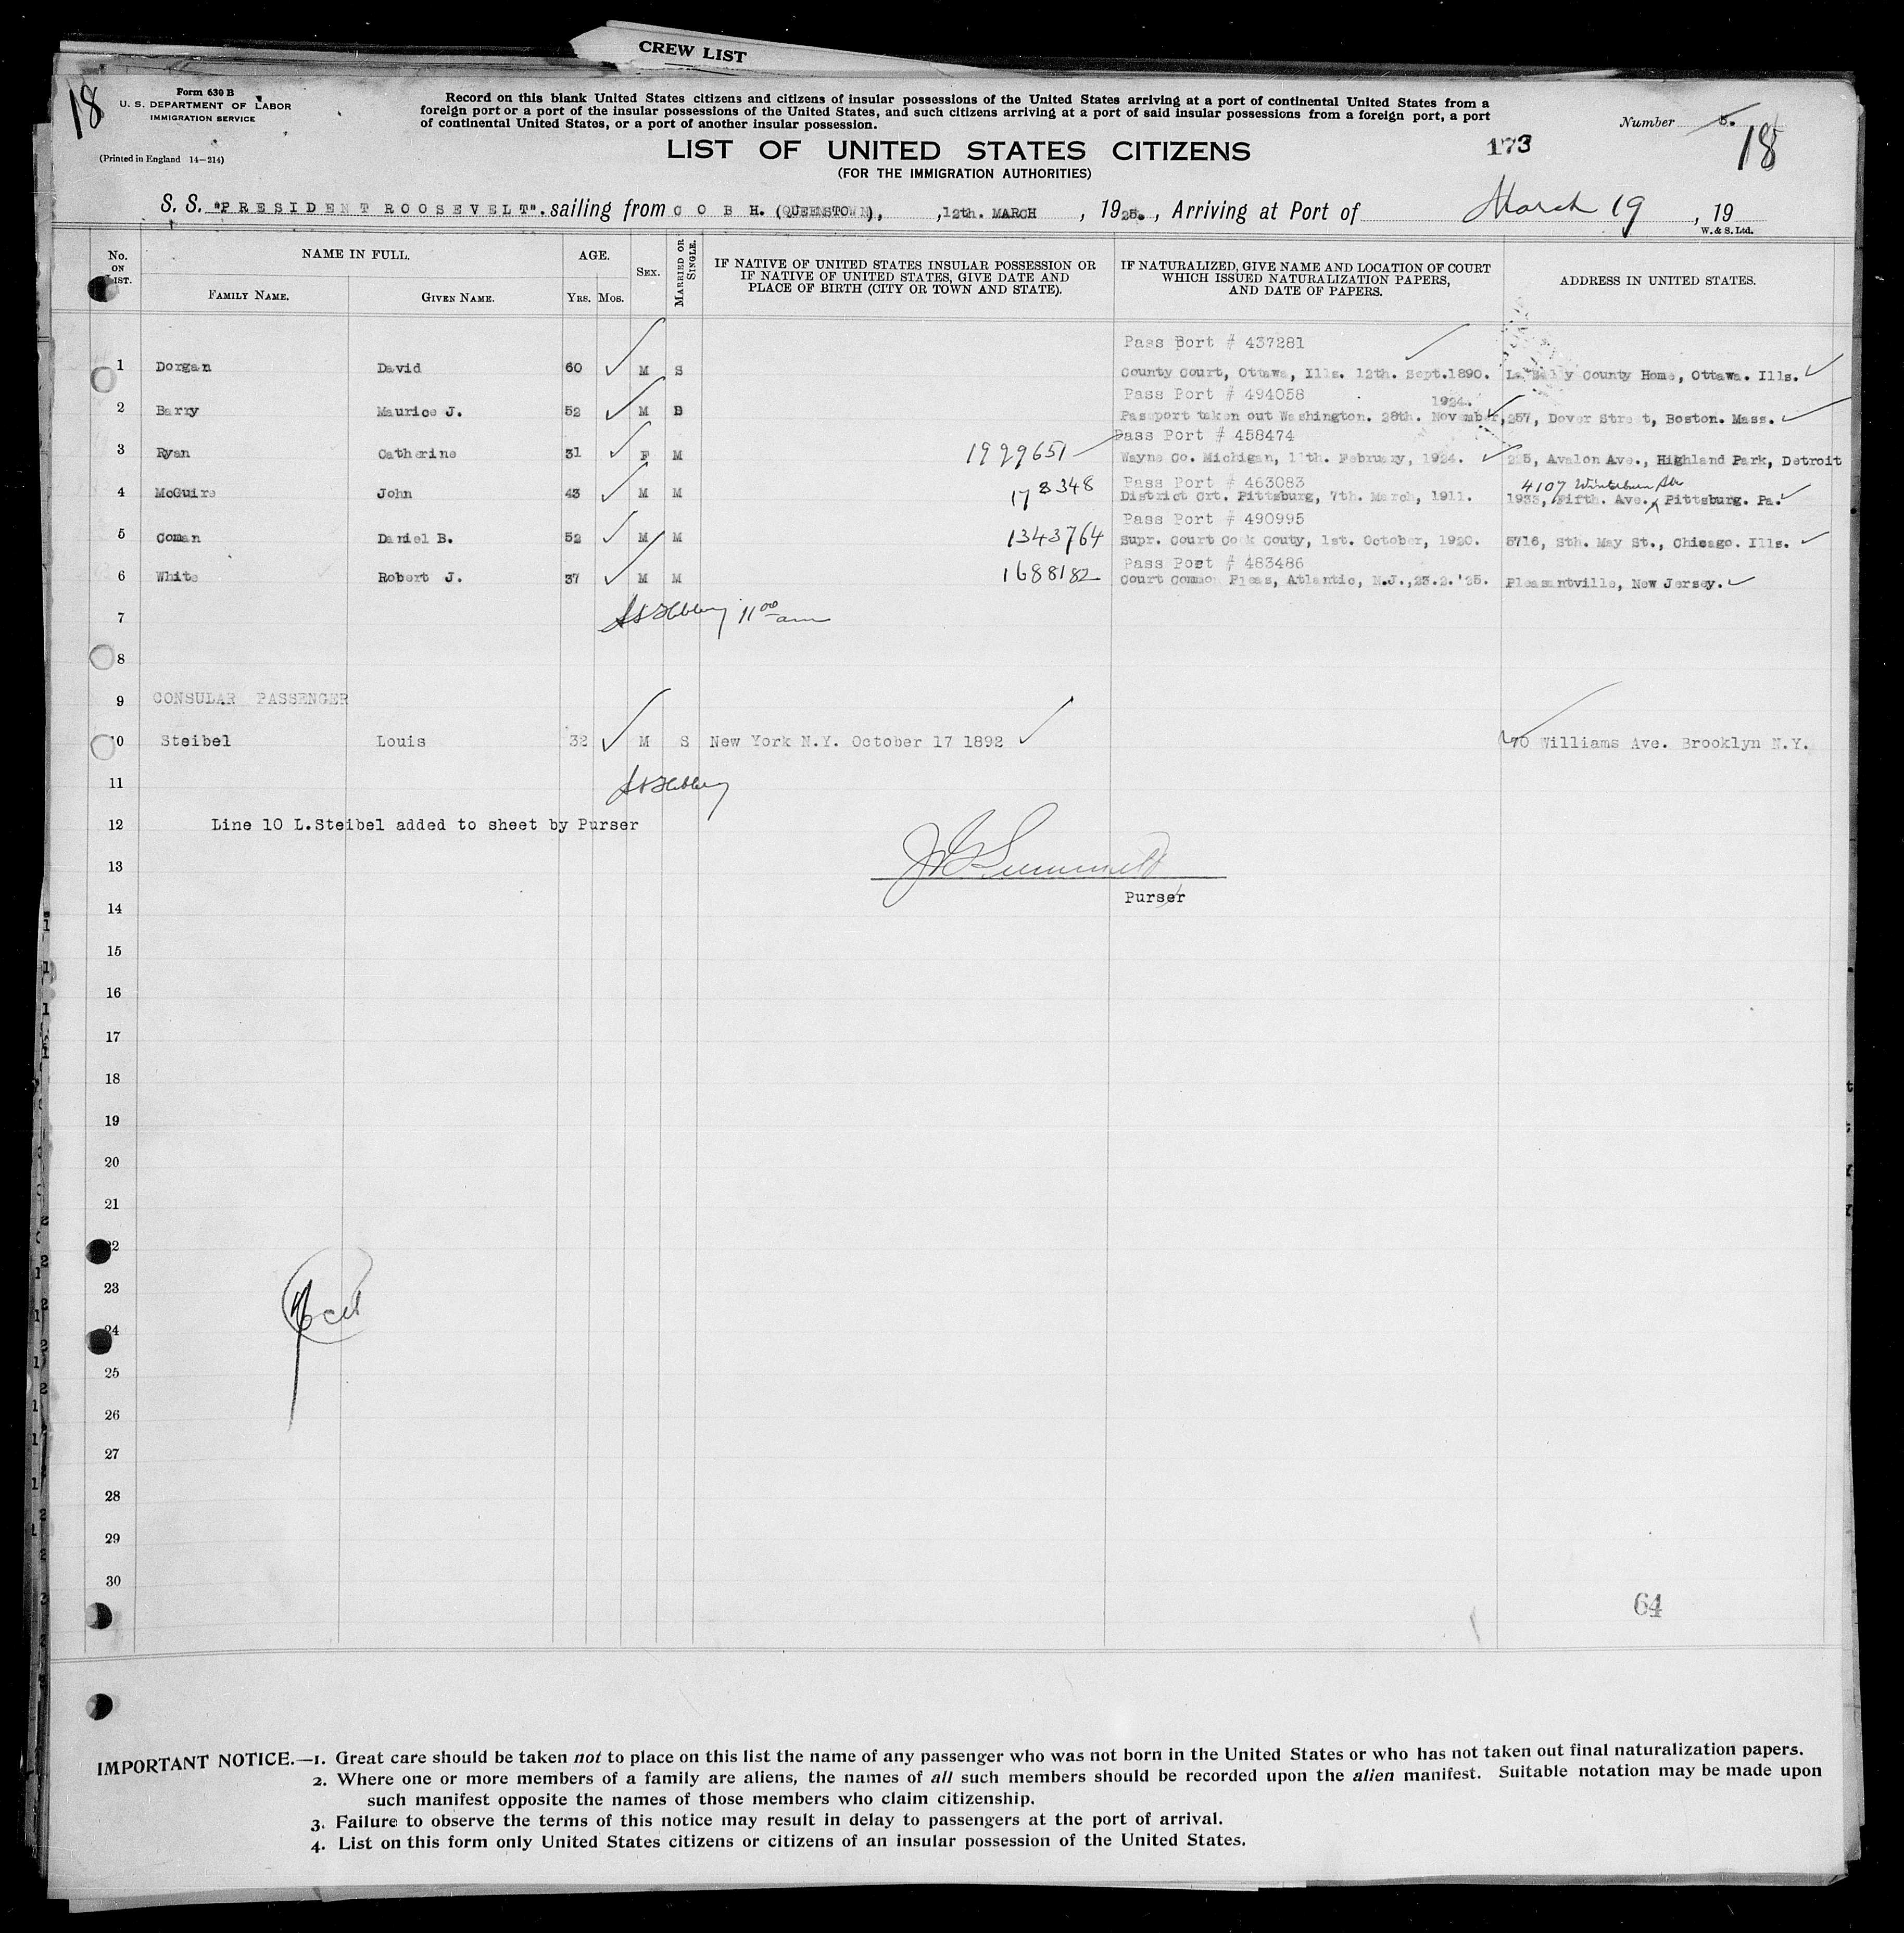 CREW LIST
18
Form 630 B
U. S. DEPARTMENT OF LABOR
IMMIGRATION SERVICE
(Printed in England 14-214)
Record on this blank United States citizens and citizens of insular possessions of the United States arriving at a port of continental United States from a
foreign port or a port of the insular possessions of the United States, and such citizens arriving at a port of said insular possessions from a foreign port, a port
of continental United States, or a port of another insular possession.
Number 5.
18
173
LIST OF UNITED STATES CITIZENS
(FOR THE IMMIGRATION AUTHORITIES)
S. S. "PRESIDENT ROOSEVELT". sailing from COBH. (QUEENSTOWN), ,12th. MARCH , 1925. , Arriving at Port of March 19 , 19
W. & S. Ltd.
No. ON LIST.
NAME IN FULL.
FAMILY NAME.
GIVEN NAME.
AGE.
YRS. MOS.
SEX.
MARRIED OR SINGLE.
IF NATIVE OF UNITED STATES INSULAR POSSESSION OR
IF NATIVE OF UNITED STATES, GIVE DATE AND
PLACE OF BIRTH (CITY OR TOWN AND STATE).
IF NATURALIZED, GIVE NAME AND LOCATION OF COURT
WHICH ISSUED NATURALIZATION PAPERS,
AND DATE OF PAPERS.
ADDRESS IN UNITED STATES.
Pass Port # 437281
1 Dorgan David 60 M S County Court, Ottawa, Ills. 12th. Sept.1890. County Home, Ottawa. Ills.
Pass Port # 494058 1924.
2 Barry Maurice J. 52 M Passport taken out Washington. 28th. November, 257, Dover Street, Boston. Mass.
Pass Port # 458474
3 Ryan Catherine 31 F M 1929651 Wayne Co. Michigan, 11th. February, 1924. Avalon Ave., Highland Park, Detroit
Pass Port # 463083 4107 Ave
4 McGuire John 43 M M 178348 District Crt. Pittsburg, 7th. March, 1911. 1933, Fifth. Ave. Pittsburg. Pa.
Pass Port # 490995
5 Coman Daniel B. 52 M M 1343764 Supr. Court Cook Couty, 1st. October, 1920. 5716, Sth. May St., Chicago. Ills.
Pass Port # 483486
6 White Robert J. 37 M M 1688182 Court Common Pleas, Atlantic, N.J.,23.2.'25. Pleasantville, New Jersey.
7 11 00 am
8
9 CONSULAR PASSENGER
10 Steibel Louis 32 M S New York N.Y. October 17 1892 70 Williams Ave. Brooklyn N.Y.
11
12 Line 10 L.Steibel added to sheet by Purser
13
Purser
14
15
16
17
18
19
20
21
22
23
24
25
26
27
28
29
30
64
IMPORTANT NOTICE.—1. Great care should be taken not to place on this list the name of any passenger who was not born in the United States or who has not taken out final naturalization papers.
2. Where one or more members of a family are aliens, the names of all such members should be recorded upon the alien manifest. Suitable notation may be made upon
such manifest opposite the names of those members who claim citizenship.
3. Failure to observe the terms of this notice may result in delay to passengers at the port of arrival.
4. List on this form only United States citizens or citizens of an insular possession of the United States.